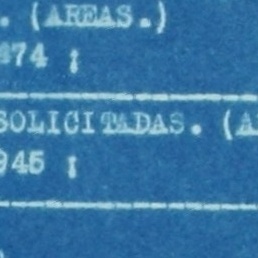 . (AREAS.)
474 ;
SOLICITADAS. (A
945 ;